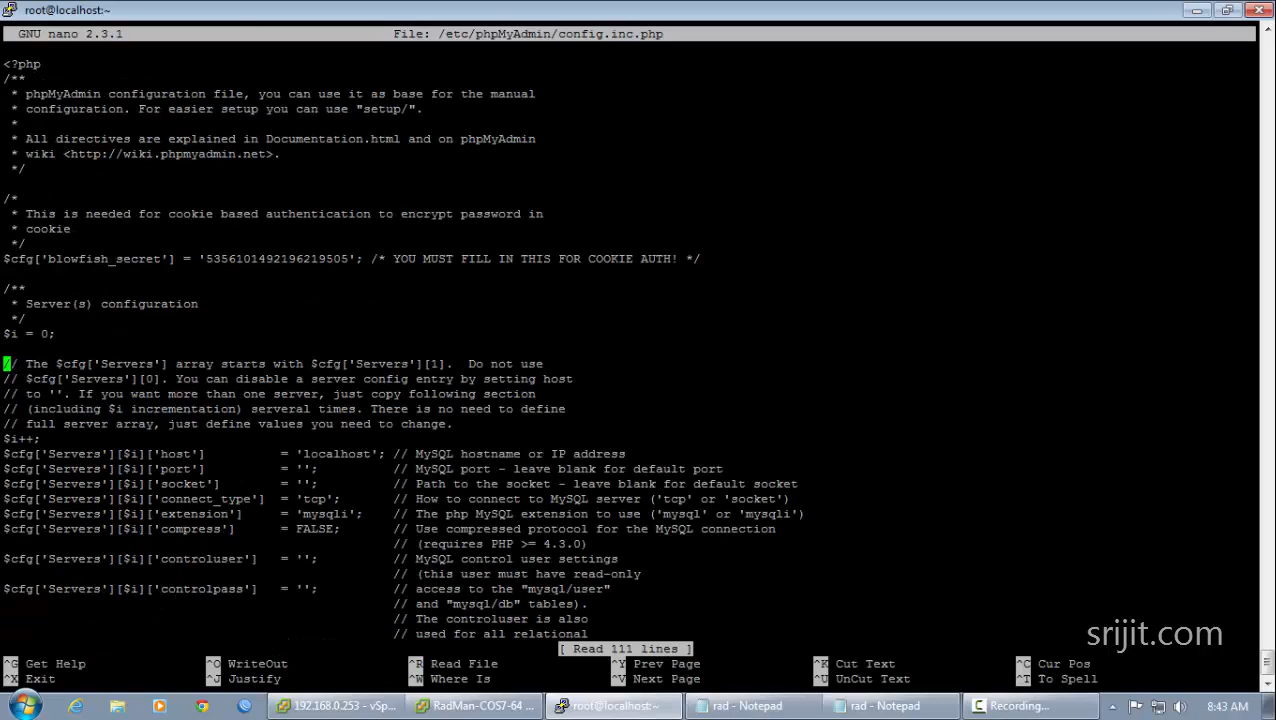 root@localhost:~
GNU nano 2.3.1 File: /etc/phpMyAdmin/config.inc.php
<?php
/**
 * phpMyAdmin configuration file, you can use it as base for the manual
 * configuration. For easier setup you can use "setup/".
 *
 * All directives are explained in Documentation.html and on phpMyAdmin
 * wiki <http://wiki.phpmyadmin.net>.
 */
/*
 * This is needed for cookie based authentication to encrypt password in
 * cookie
 */
$cfg['blowfish_secret'] = '5356101492196219505'; /* YOU MUST FILL IN THIS FOR COOKIE AUTH! */
/**
 * Server(s) configuration
 */
$i = 0;
// The $cfg['Servers'] array starts with $cfg['Servers'][1].  Do not use
// $cfg['Servers'][0]. You can disable a server config entry by setting host
// to ''. If you want more than one server, just copy following section
// (including $i incrementation) serveral times. There is no need to define
// full server array, just define values you need to change.
$i++;
$cfg['Servers'][$i]['host']          = 'localhost'; // MySQL hostname or IP address
$cfg['Servers'][$i]['port']          = '';          // MySQL port - leave blank for default port
$cfg['Servers'][$i]['socket']        = '';          // Path to the socket - leave blank for default socket
$cfg['Servers'][$i]['connect_type']  = 'tcp';       // How to connect to MySQL server ('tcp' or 'socket')
$cfg['Servers'][$i]['extension']     = 'mysqli';    // The php MySQL extension to use ('mysql' or 'mysqli')
$cfg['Servers'][$i]['compress']      = FALSE;       // Use compressed protocol for the MySQL connection
                                                    // (requires PHP >= 4.3.0)
$cfg['Servers'][$i]['controluser']   = '';          // MySQL control user settings
                                                    // (this user must have read-only
$cfg['Servers'][$i]['controlpass']   = '';          // access to the "mysql/user"
                                                    // and "mysql/db" tables).
                                                    // The controluser is also
                                                    // used for all relational
srijit.com
[ Read 111 lines ]
^G Get Help ^O WriteOut ^R Read File ^Y Prev Page ^K Cut Text ^C Cur Pos
^X Exit ^J Justify ^W Where Is ^V Next Page ^U UnCut Text ^T To Spell
192.168.0.253 - vSp... RadMan-COS7-64 ... root@localhost:~ rad - Notepad rad - Notepad Recording... 8:43 AM